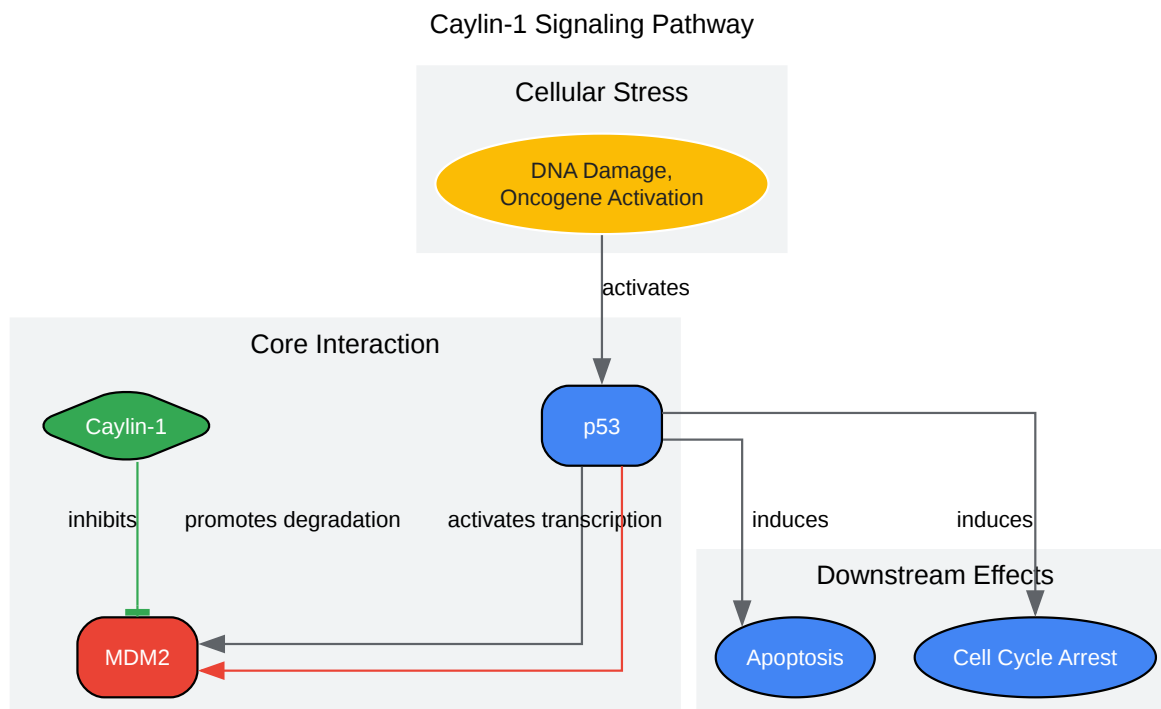 Caylin-1 Signaling Pathway
Cellular Stress
DNA Damage,
Oncogene Activation
activates
Core Interaction
Caylin-1
p53
inhibits
promotes degradation
activates transcription
induces
induces
Downstream Effects
MDM2
Apoptosis
Cell Cycle Arrest